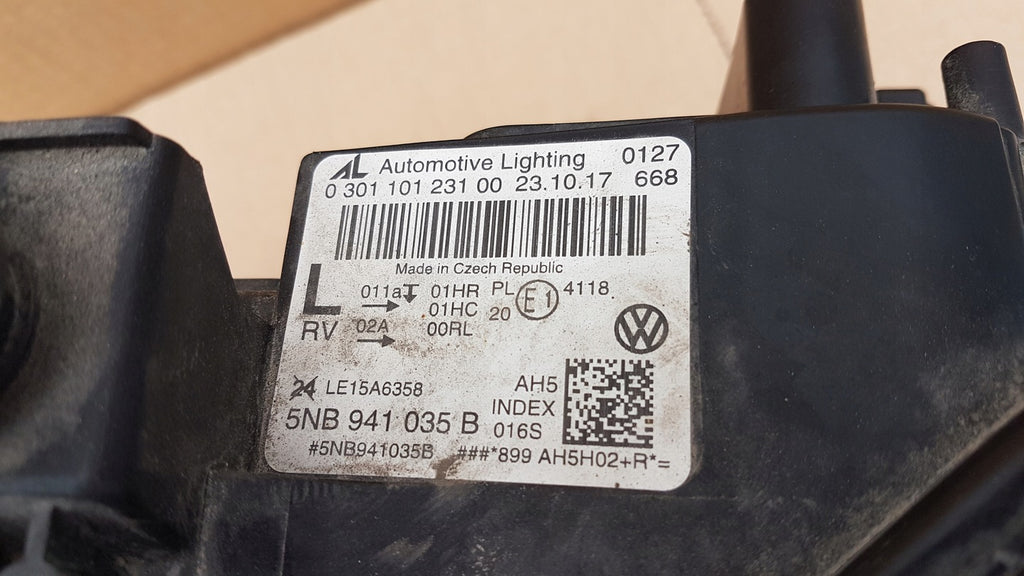 AL Automotive Lighting 0127
0 301 101 231 00 23.10.17 668
Made in Czech Republic
L 011a 01HR PL E1 4118
01HC 20
RV 02A 00RL
24 LE15A6358 AH5
5NB 941 035 B INDEX
016S
#5NB941035B ###*899 AH5H02+R*=